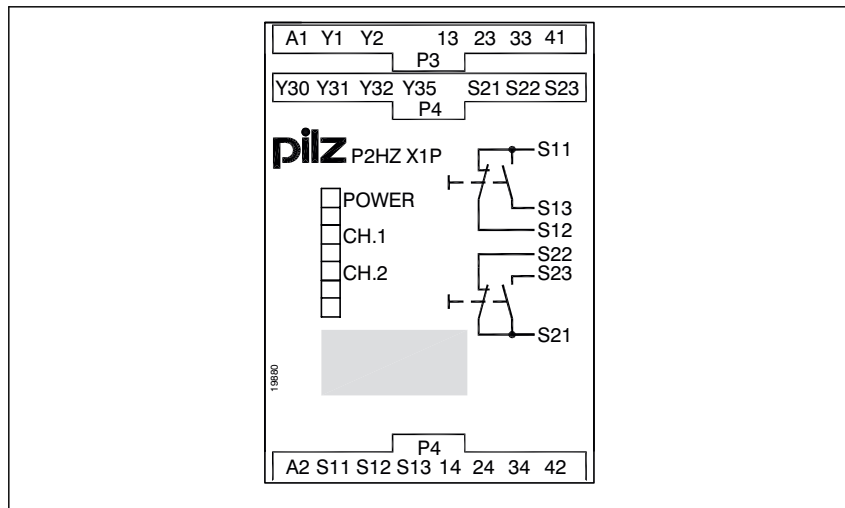 A1 Y1 Y2 13 23 33 41
P3
Y30 Y31 Y32 Y35 S21 S22 S23
P4
pilz P2HZ X1P
S11
POWER
S13
CH.1
S12
S22
CH.2
S23
S21
19880
P4
A2 S11 S12 S13 14 24 34 42